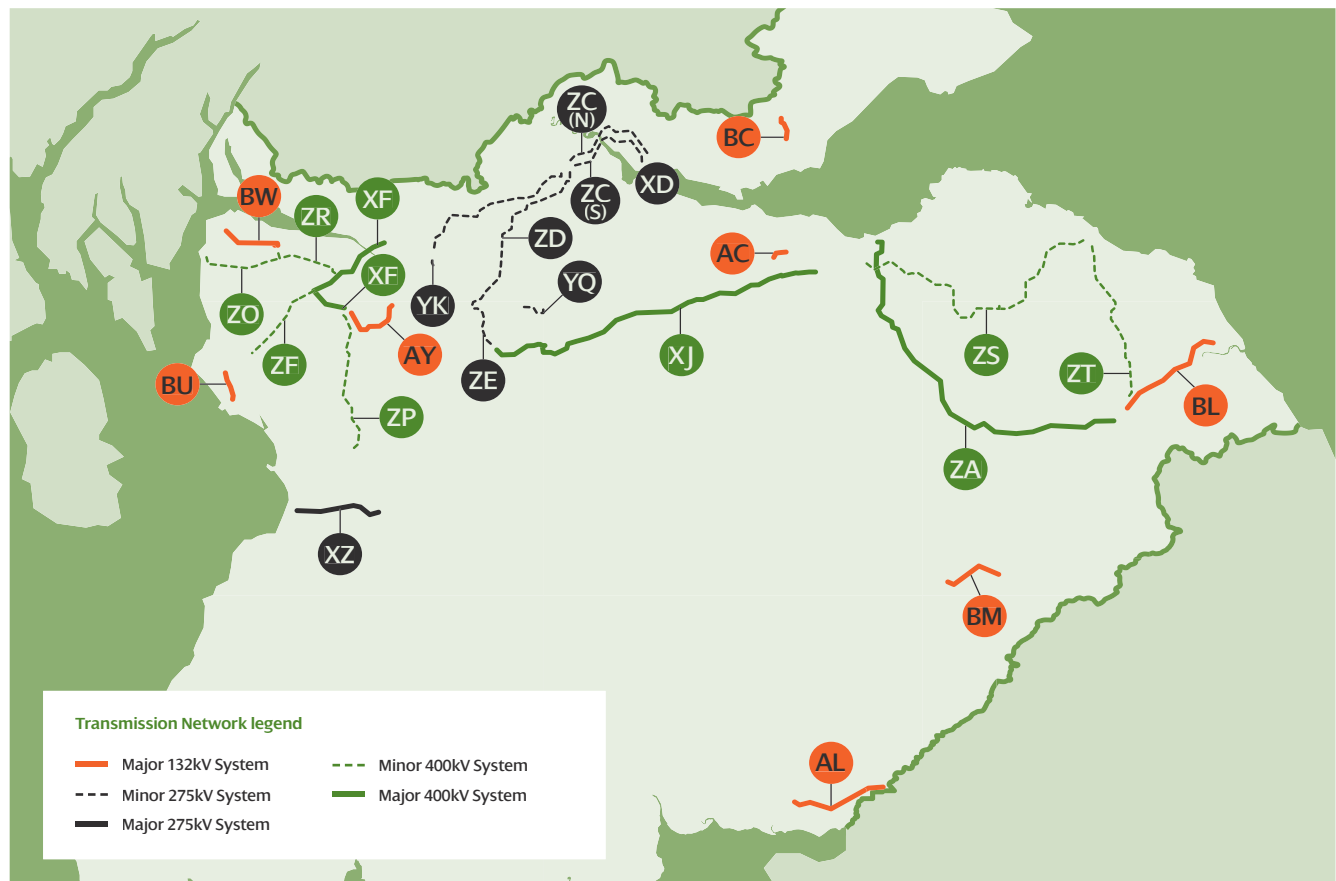 ZC
(N)
BC
XD
BW
XF
ZC
(S)
ZR
ZD
AC
XF
YQ
ZO
YK
AY
XJ
ZS
ZF
ZT
ZE
BU
BL
ZP
ZA
XZ
BM
Transmission Network legend
Major 132kV System
Minor 275kV System
Major 275kV System
Minor 400kV System
Major 400kV System
AL